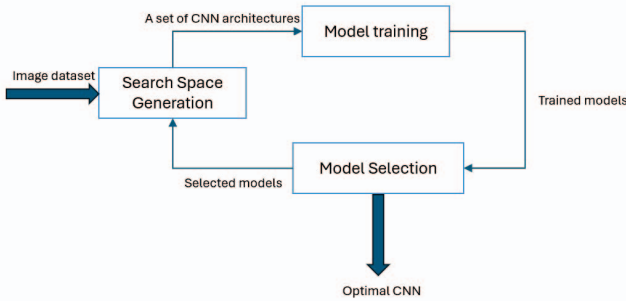 A set of CNN architectures
Model training
Image dataset
Search Space
Generation
Trained models
Model Selection
Selected models
Optimal CNN